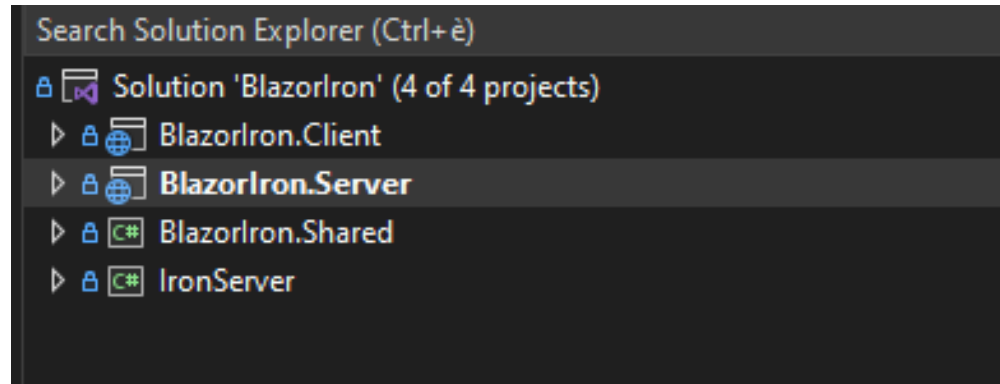 Search Solution Explorer (Ctrl+è)
Solution 'BlazorIron' (4 of 4 projects)
BlazorIron.Client
BlazorIron.Server
C# BlazorIron.Shared
C# IronServer